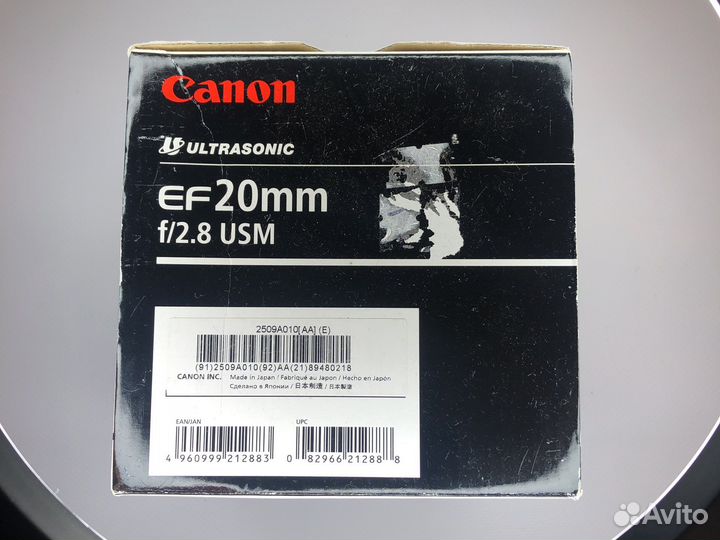 Canon
ULTRASONIC
EF20mm
f/2.8 USM
2509A010[AA] (E)
(91)2509A010(92)AA(21)89480218
CANON INC. Made in Japan / Fabriqué au Japon / Hecho en Japón
Сделано в Японии / 日本制造 / 日本製造
EAN/JAN UPC
4 960999 212883 0 82966 21288 8
Avito